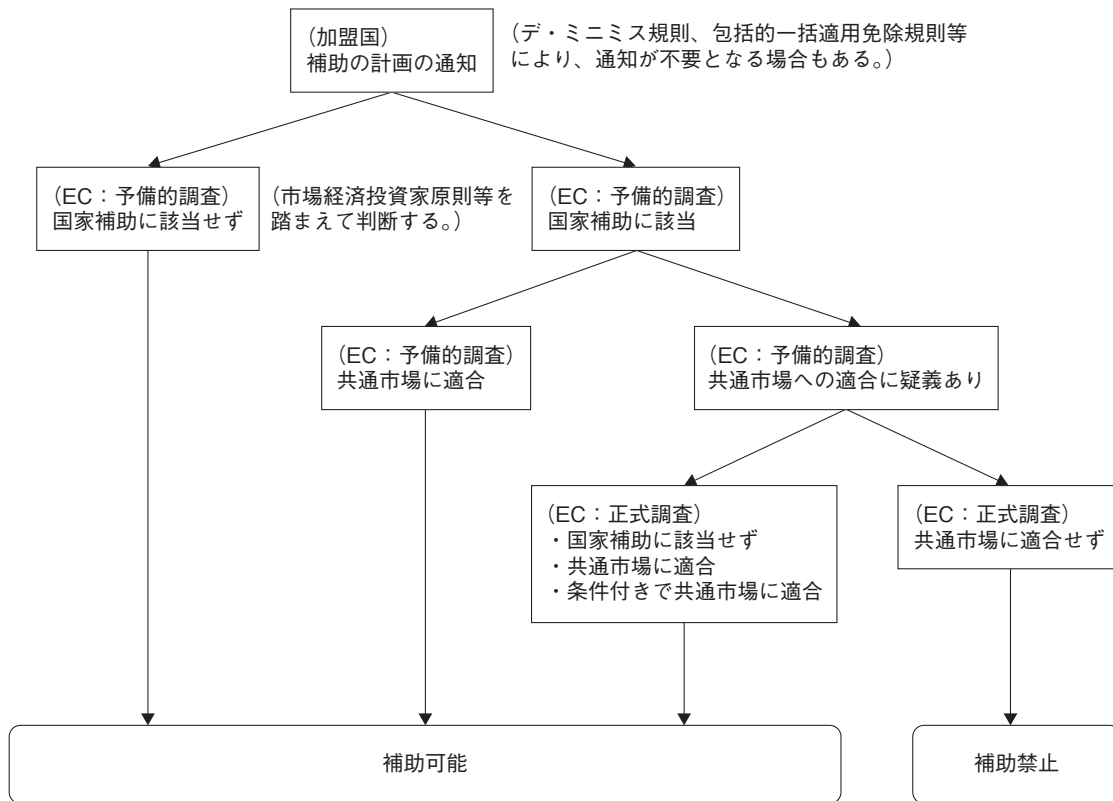 (加盟国)
補助の計画の通知
(デ・ミニミス規則、包括的一括適用免除規則等
により、通知が不要となる場合もある。)
(EC：予備的調査)
国家補助に該当せず
(市場経済投資家原則等を
踏まえて判断する。)
(EC：予備的調査)
国家補助に該当
(EC：予備的調査)
共通市場に適合
(EC：予備的調査)
共通市場への適合に疑義あり
(EC：正式調査)
・国家補助に該当せず
・共通市場に適合
・条件付きで共通市場に適合
(EC：正式調査)
共通市場に適合せず
補助可能
補助禁止